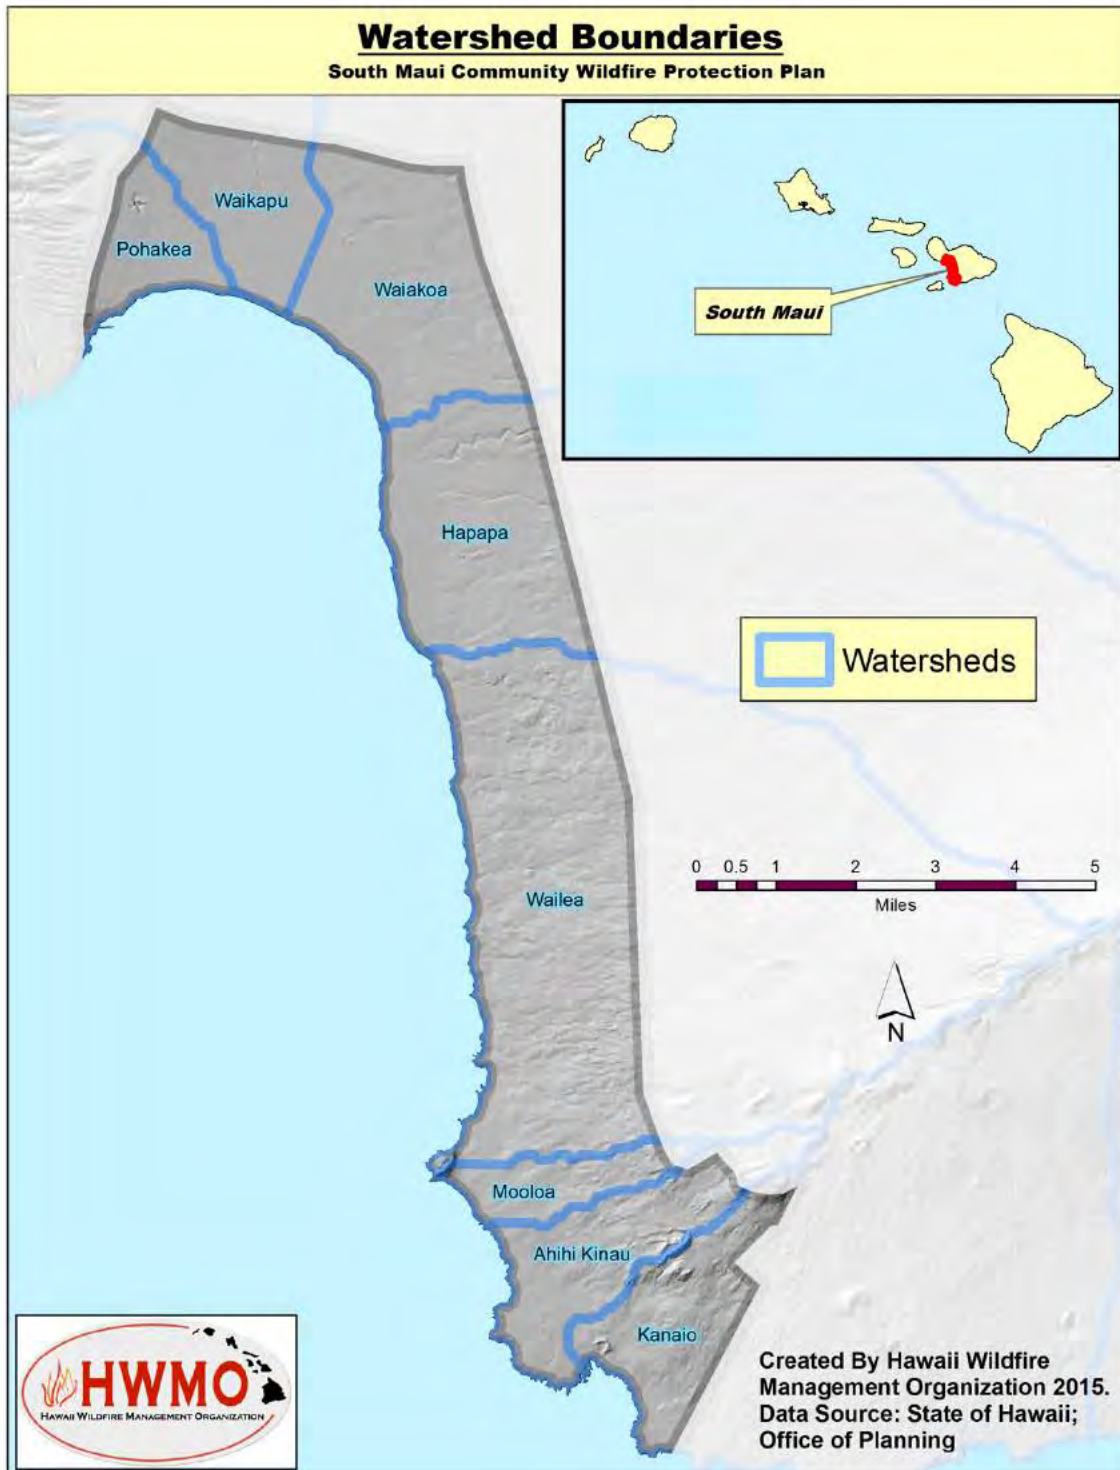 Watershed Boundaries
South Maui Community Wildfire Protection Plan
Waikapu
Pohakea
Waiakoa
South Maui
Hapapa
Watersheds
0 0.5 1 2 3 4 5
Miles
Wailea
N
Mooloa
Ahihi Kinau
Kanaio
HWMO
HAWAII WILDFIRE MANAGEMENT ORGANIZATION
Created By Hawaii Wildfire
Management Organization 2015.
Data Source: State of Hawaii;
Office of Planning